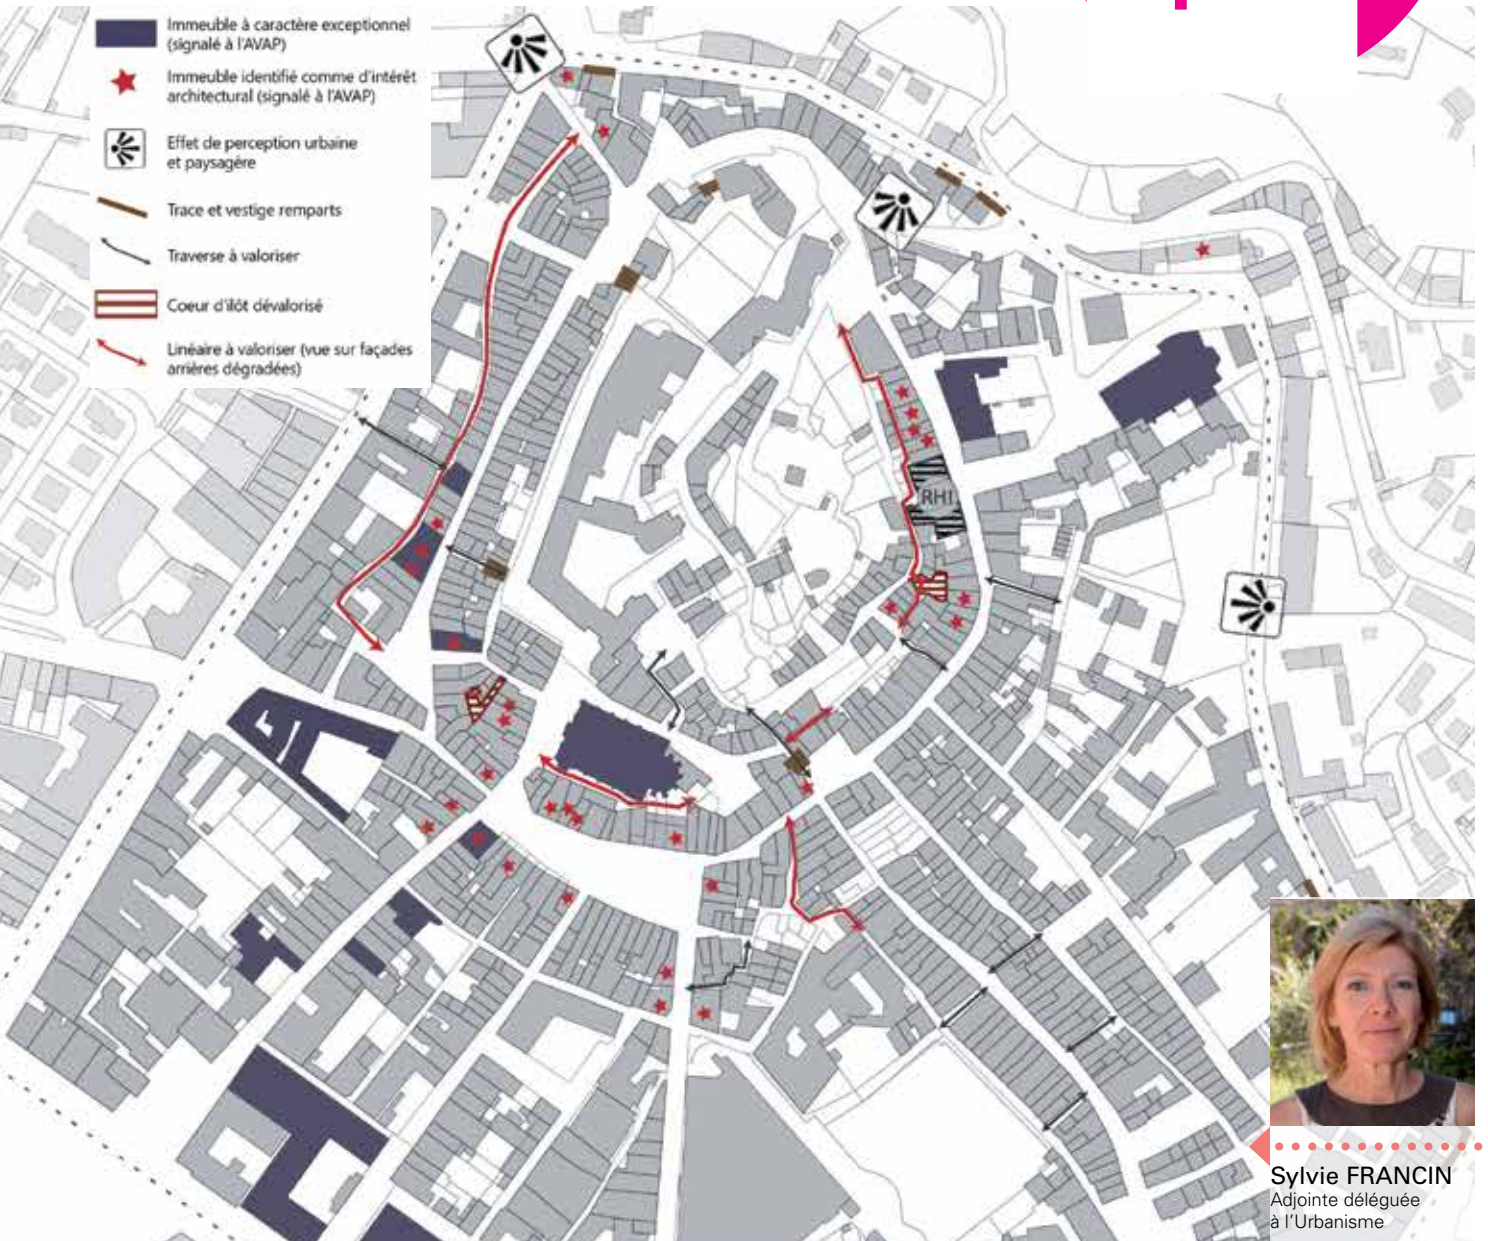 Immeuble à caractère exceptionnel
(signalé à l'AVAP)
Immeuble identifié comme d'intérêt
architectural (signalé à l'AVAP)
Effet de perception urbaine
et paysagère
Trace et vestige remparts
Traverse à valoriser
Coeur d'ilôt dévalorisé
Linéaire à valoriser (vue sur façades
arrières dégradées)
RHI
Sylvie FRANCIN
Adjointe déléguée
à l'Urbanisme